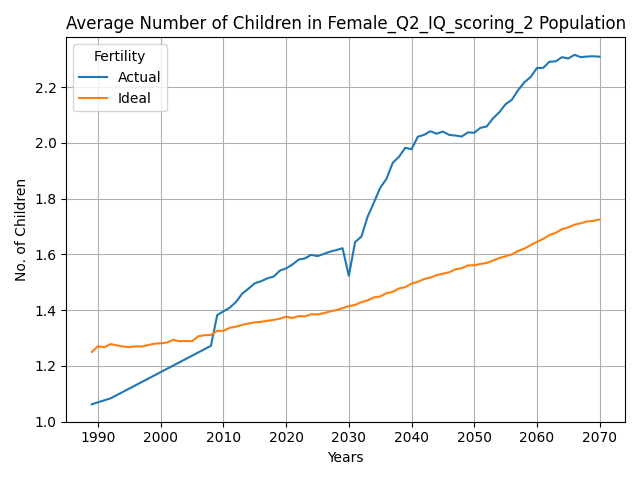 Average Number of Children in Female_Q2_IQ_scoring_2 Population
Fertility
Actual
Ideal
No. of Children
2.2
2.0
1.8
1.6
1.4
1.2
1.0
1990 2000 2010 2020 2030 2040 2050 2060 2070
Years